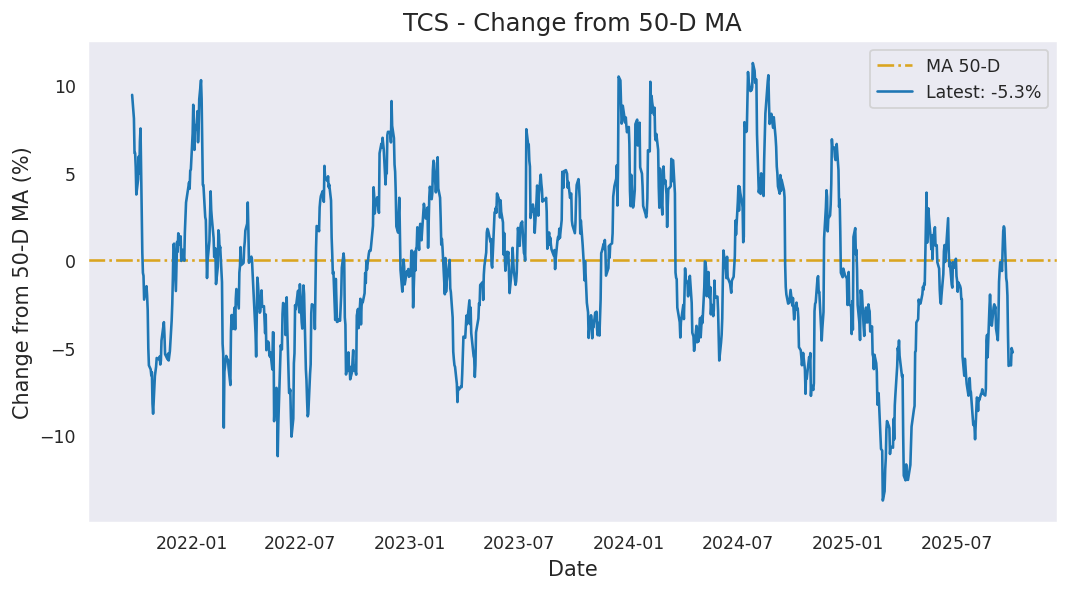 TCS - Change from 50-D MA
MA 50-D
Latest: -5.3%
Change from 50-D MA (%)
10
5
0
−5
−10
2022-01 2022-07 2023-01 2023-07 2024-01 2024-07 2025-01 2025-07
Date